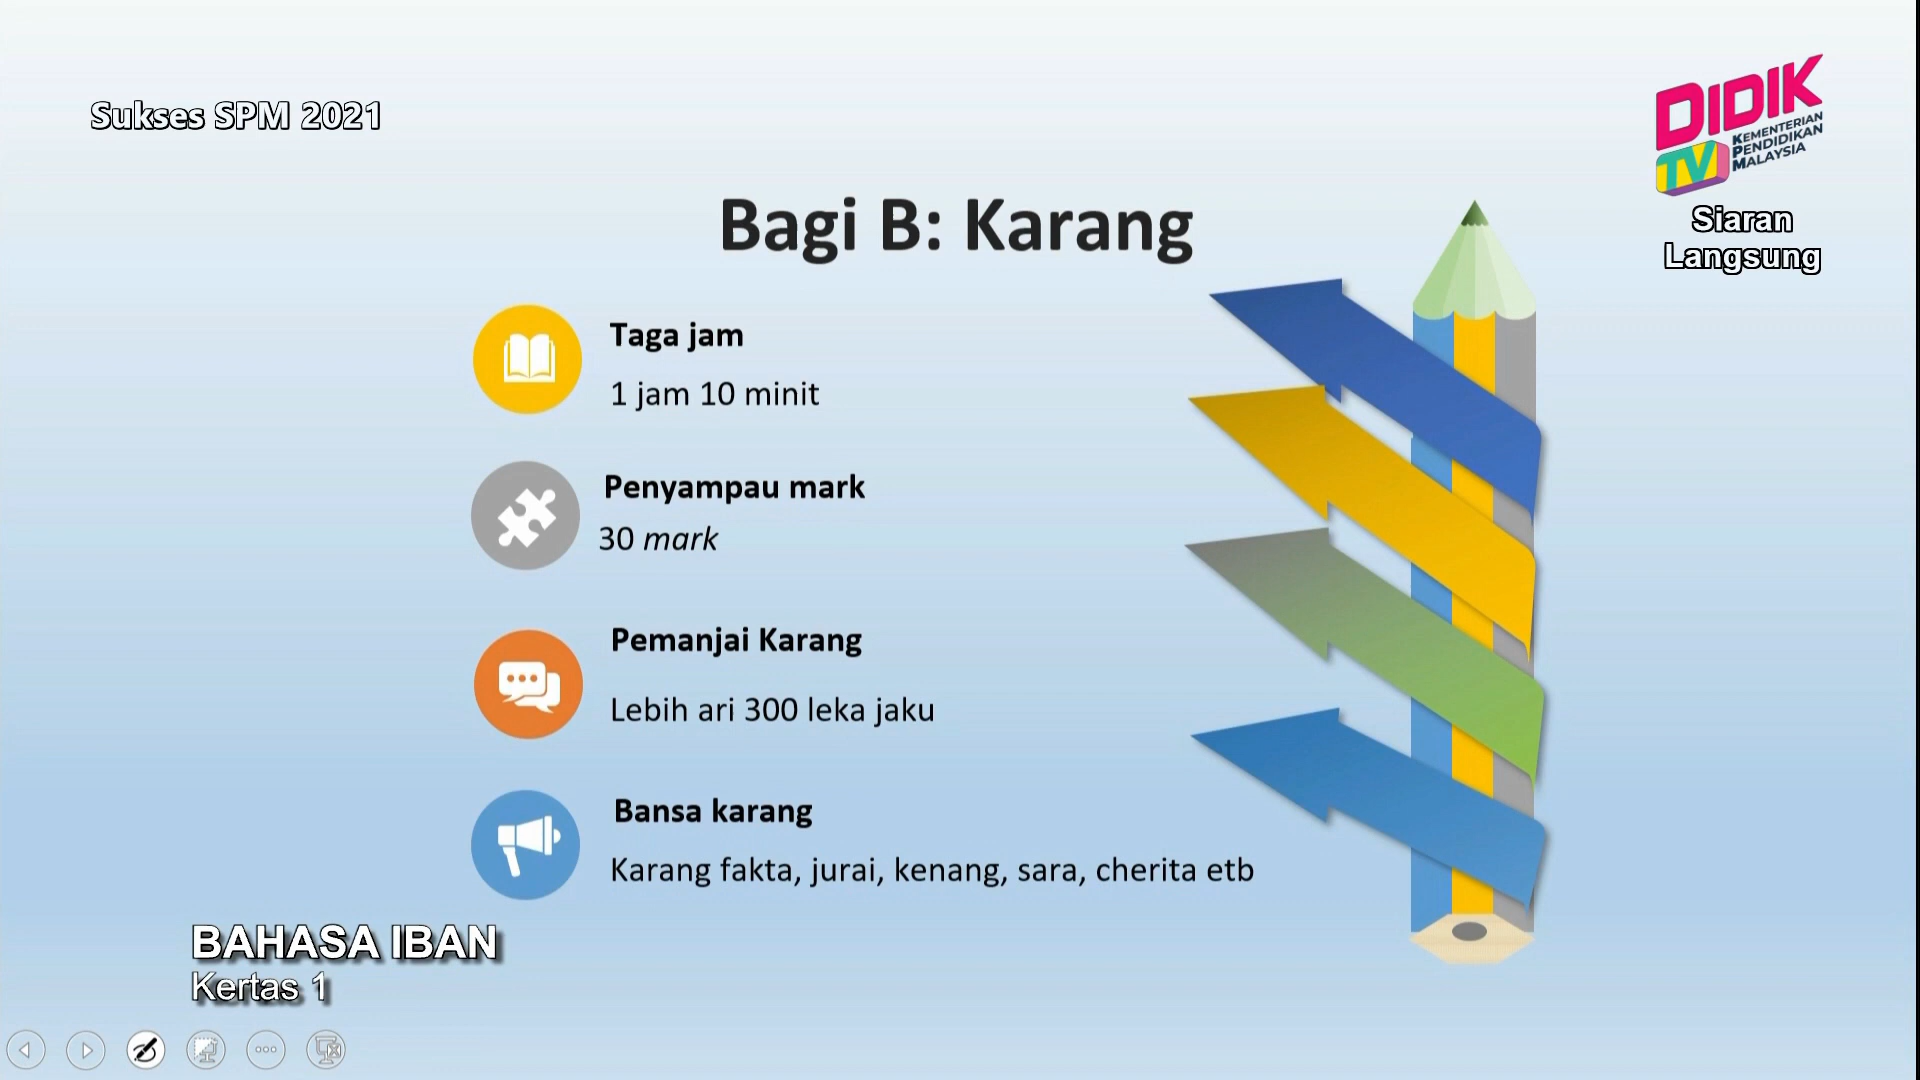 Sukses SPM 2021
DIDIK
TV
KEMENTERIAN
PENDIDIKAN
MALAYSIA
Siaran
Langsung
Bagi B: Karang
Taga jam
1 jam 10 minit
Penyampau mark
30 mark
Pemanjai Karang
Lebih ari 300 leka jaku
Bansa karang
Karang fakta, jurai, kenang, sara, cherita etb
BAHASA IBAN
Kertas 1